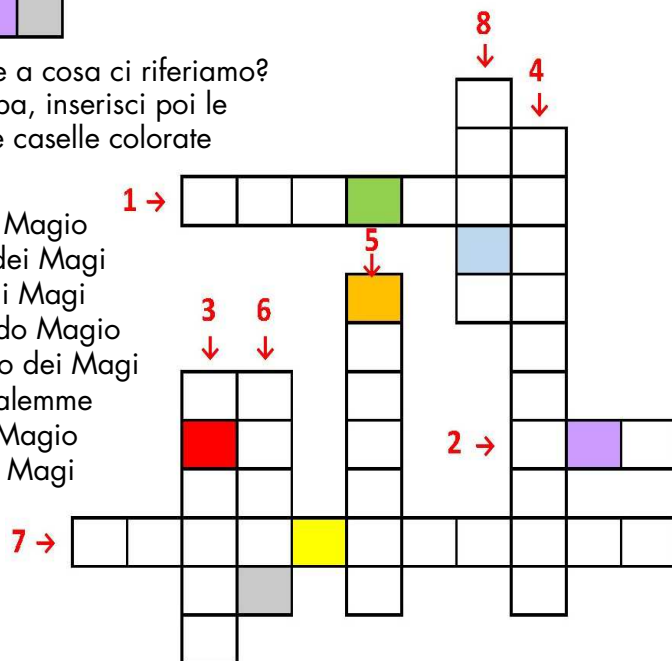 e a cosa ci riferiamo?
pa, inserisci poi le
e caselle colorate
Magio
dei Magi
i Magi
do Magio
o dei Magi
alemme
Magio
Magi
8 ↓
4 ↓
1 →
5 ↓
3 ↓
6 ↓
2 →
7 →